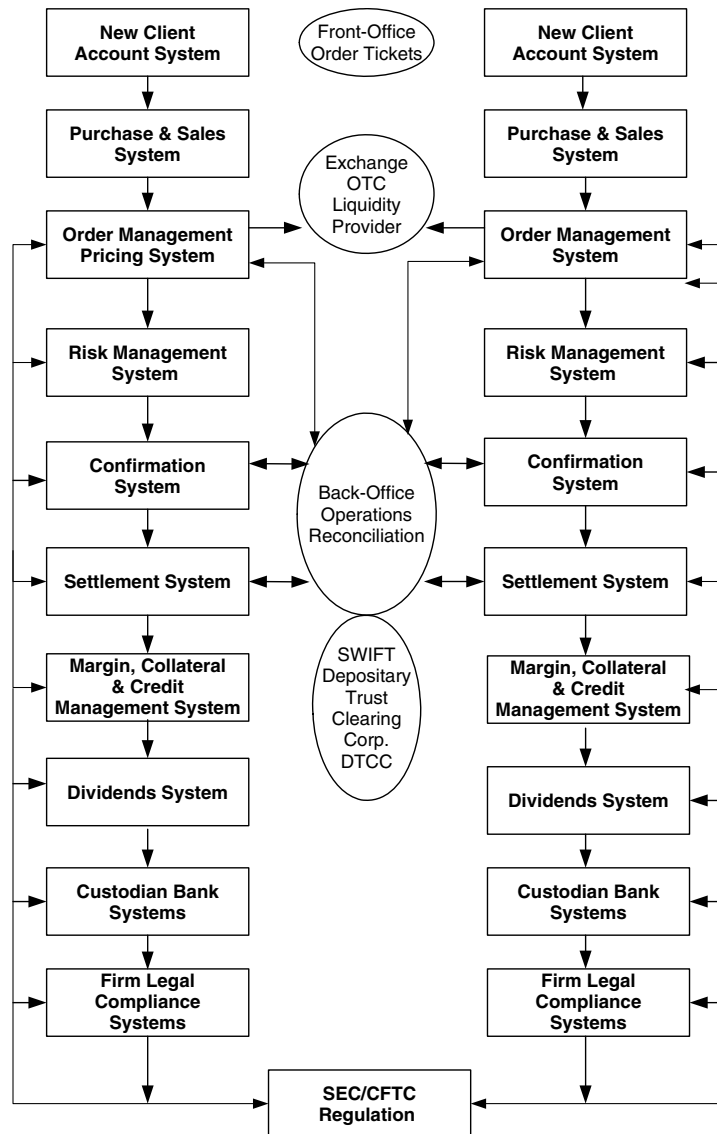 New Client
Account System
Purchase & Sales
System
Order Management
Pricing System
Risk Management
System
Confirmation
System
Settlement System
Margin, Collateral
& Credit
Management System
Dividends System
Custodian Bank
Systems
Firm Legal
Compliance
Systems
Front-Office
Order Tickets
Exchange
OTC
Liquidity
Provider
Back-Office
Operations
Reconciliation
SWIFT
Depositary
Trust
Clearing
Corp.
DTCC
New Client
Account System
Purchase & Sales
System
Order Management
System
Risk Management
System
Confirmation
System
Settlement System
Margin, Collateral
& Credit
Management System
Dividends System
Custodian Bank
Systems
Firm Legal
Compliance
Systems
SEC/CFTC
Regulation